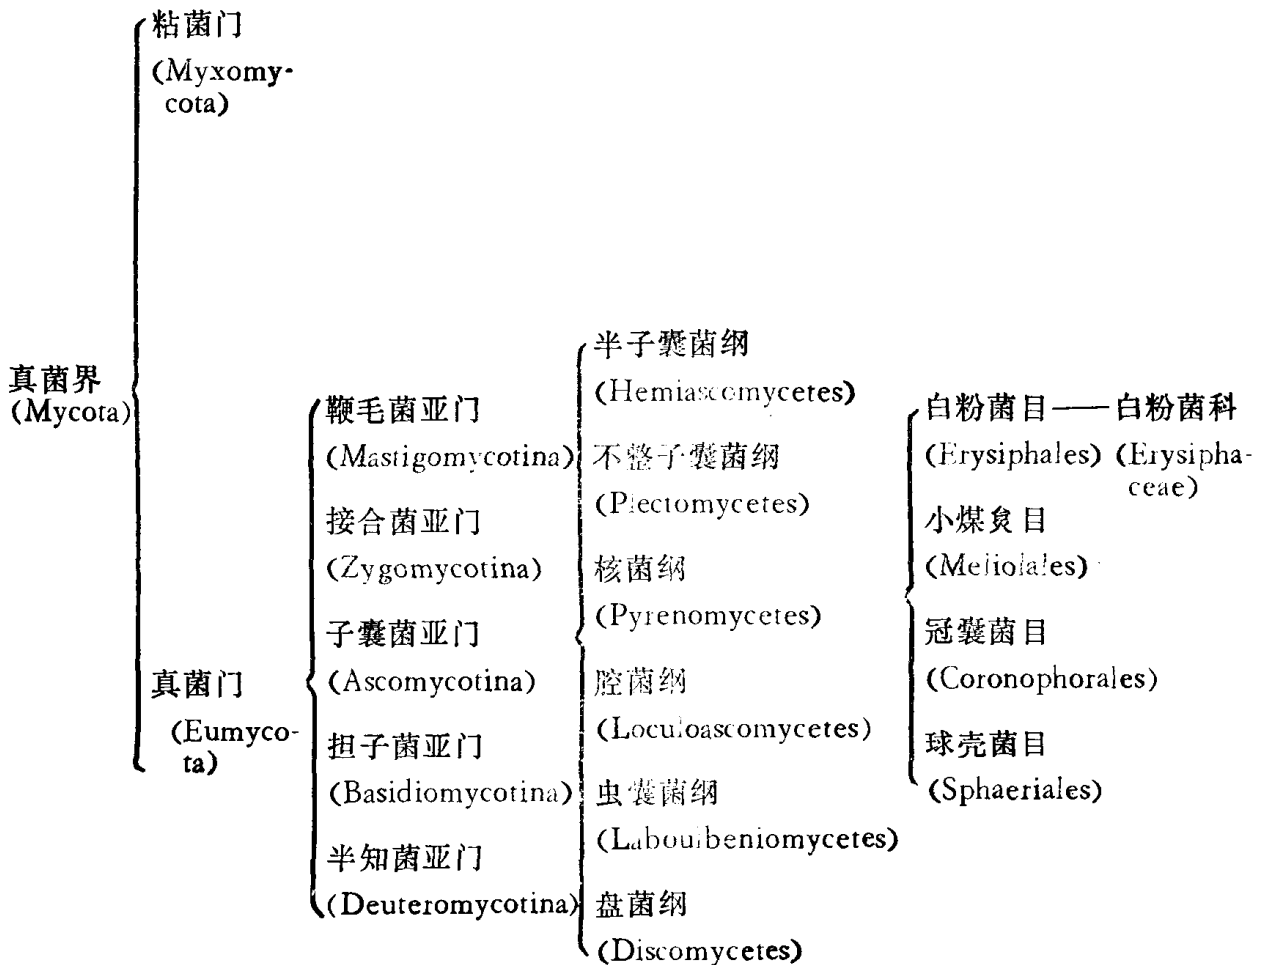 粘菌门
(Myxomy-
cota)
真菌界
(Mycota)
真菌门
(Eumyco-
ta)
鞭毛菌亚门
(Mastigomycotina)
接合菌亚门
(Zygomycotina)
子囊菌亚门
(Ascomycotina)
担子菌亚门
(Basidiomycotina)
半知菌亚门
(Deuteromycotina)
半子囊菌纲
(Hemiascomycetes)
不整子囊菌纲
(Plectomycetes)
核菌纲
(Pyrenomycetes)
腔菌纲
(Loculoascomycetes)
虫囊菌纲
(Laboulbeniomycetes)
盘菌纲
(Discomycetes)
白粉菌目——白粉菌科
(Erysiphales) (Erysipha-
ceae)
小煤炱目
(Meliolales)
冠囊菌目
(Coronophorales)
球壳菌目
(Sphaeriales)